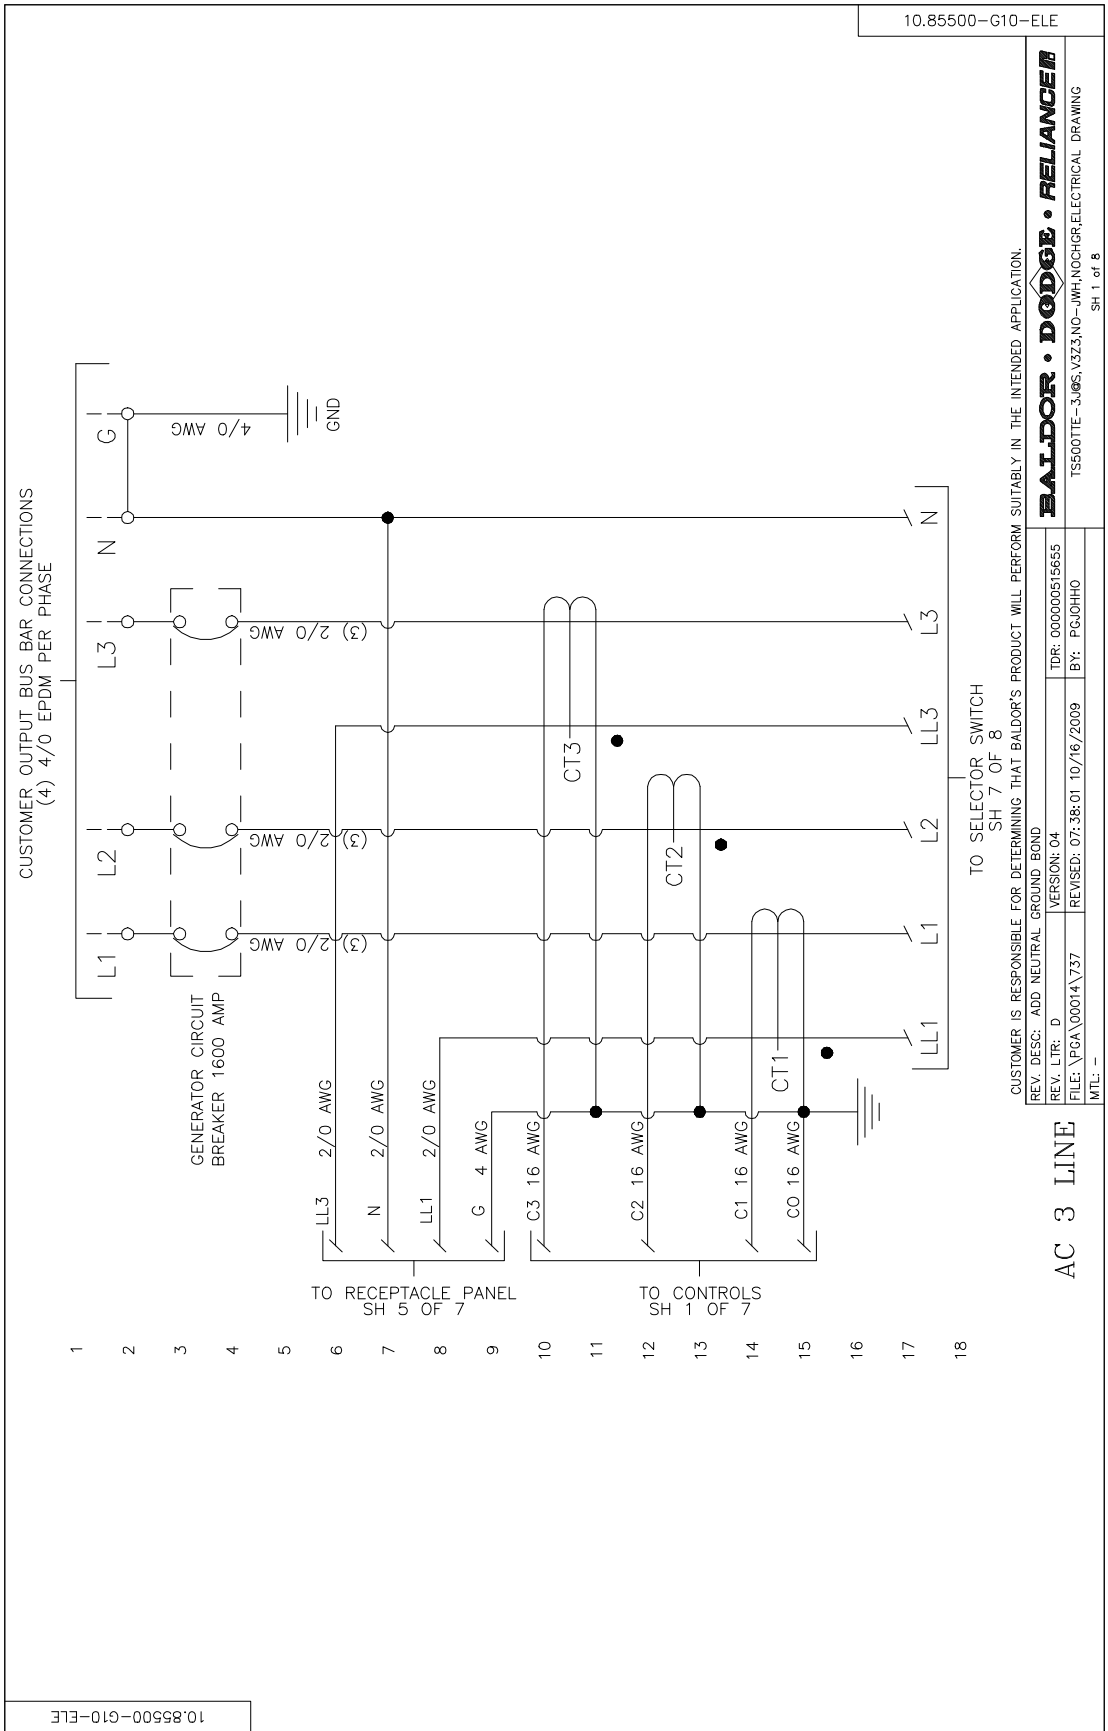 10.85500-G10-ELE
CUSTOMER OUTPUT BUS BAR CONNECTIONS
(4) 4/0 EPDM PER PHASE
L1
L2
L3
N
G
GENERATOR CIRCUIT
BREAKER 1600 AMP
(3) 2/0 AWG
(3) 2/0 AWG
(3) 2/0 AWG
4/0 AWG
GND
LL3 2/0 AWG
N 2/0 AWG
LL1 2/0 AWG
G 4 AWG
TO RECEPTACLE PANEL
SH 5 OF 7
C3 16 AWG
C2 16 AWG
C1 16 AWG
CO 16 AWG
TO CONTROLS
SH 1 OF 7
CT3
CT2
CT1
LL1
L1
L2
LL3
L3
N
TO SELECTOR SWITCH
SH 7 OF 8
1
2
3
4
5
6
7
8
9
10
11
12
13
14
15
16
17
18
AC 3 LINE
CUSTOMER IS RESPONSIBLE FOR DETERMINING THAT BALDOR'S PRODUCT WILL PERFORM SUITABLY IN THE INTENDED APPLICATION.
REV. DESC: ADD NEUTRAL GROUND BOND
REV. LTR: D
VERSION: 04
TDR: 000000515655
FILE: \PGA\00014\737
REVISED: 07:38:01 10/16/2009
BY: PGJOHHO
MTL: -
BALDOR • DODGE • RELIANCE
TS500TTE-3J@S,V3Z3,NO-JWH,NOCHGR,ELECTRICAL DRAWING
SH 1 of 8
10.85500-G10-ELE